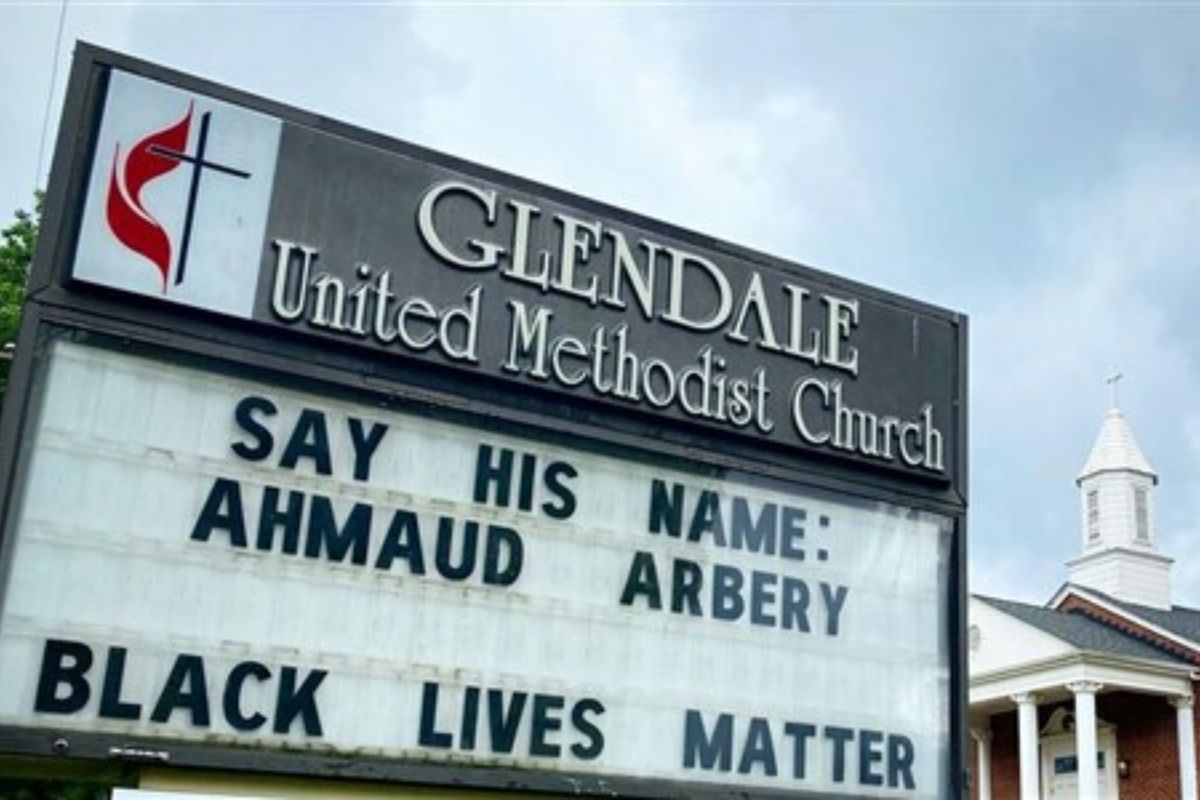 GLENDALE
United Methodist Church
SAY HIS NAME:
AHMAUD ARBERY
BLACK LIVES MATTER